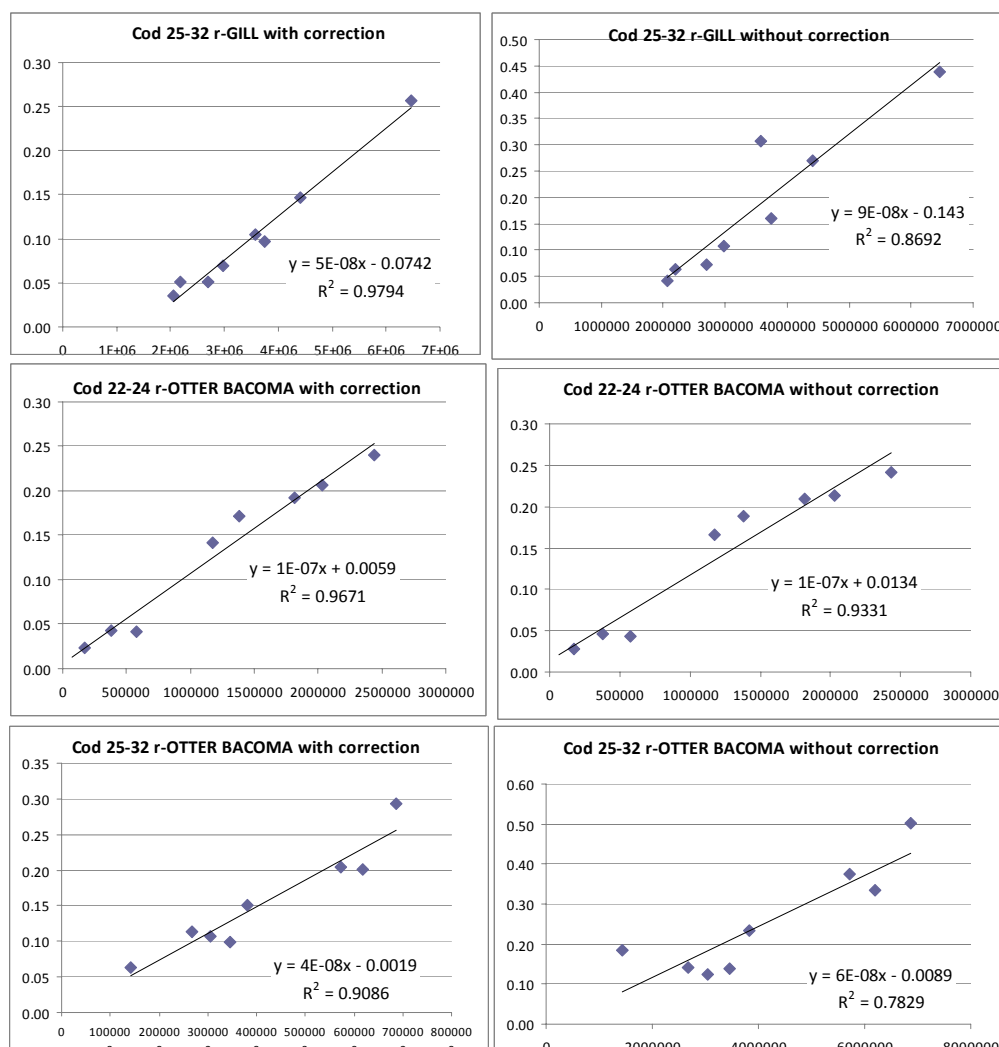 Cod 25-32 r-GILL with correction
0.30
0.25
0.20
0.15
0.10
0.05
0.00
y = 5E-08x - 0.0742
R² = 0.9794
0 1E+06 2E+06 3E+06 4E+06 5E+06 6E+06 7E+06
Cod 25-32 r-GILL without correction
0.50
0.45
0.40
0.35
0.30
0.25
0.20
0.15
0.10
0.05
0.00
y = 9E-08x - 0.143
R² = 0.8692
0 1000000 2000000 3000000 4000000 5000000 6000000 7000000
Cod 22-24 r-OTTER BACOMA with correction
0.30
0.25
0.20
0.15
0.10
0.05
0.00
y = 1E-07x + 0.0059
R² = 0.9671
0 500000 1000000 1500000 2000000 2500000 3000000
Cod 22-24 r-OTTER BACOMA without correction
0.30
0.25
0.20
0.15
0.10
0.05
0.00
y = 1E-07x + 0.0134
R² = 0.9331
0 500000 1000000 1500000 2000000 2500000 3000000
Cod 25-32 r-OTTER BACOMA with correction
0.35
0.30
0.25
0.20
0.15
0.10
0.05
0.00
y = 4E-08x - 0.0019
R² = 0.9086
0 100000 200000 300000 400000 500000 600000 700000 800000
Cod 25-32 r-OTTER BACOMA without correction
0.60
0.50
0.40
0.30
0.20
0.10
0.00
y = 6E-08x - 0.0089
R² = 0.7829
0 2000000 4000000 6000000 8000000